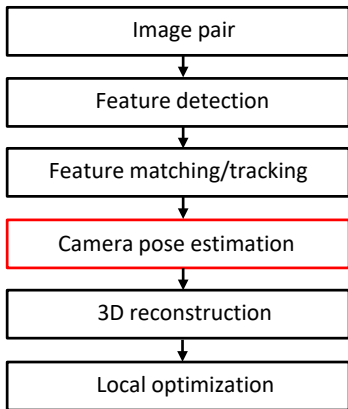 Image pair
Feature detection
Feature matching/tracking
Camera pose estimation
3D reconstruction
Local optimization